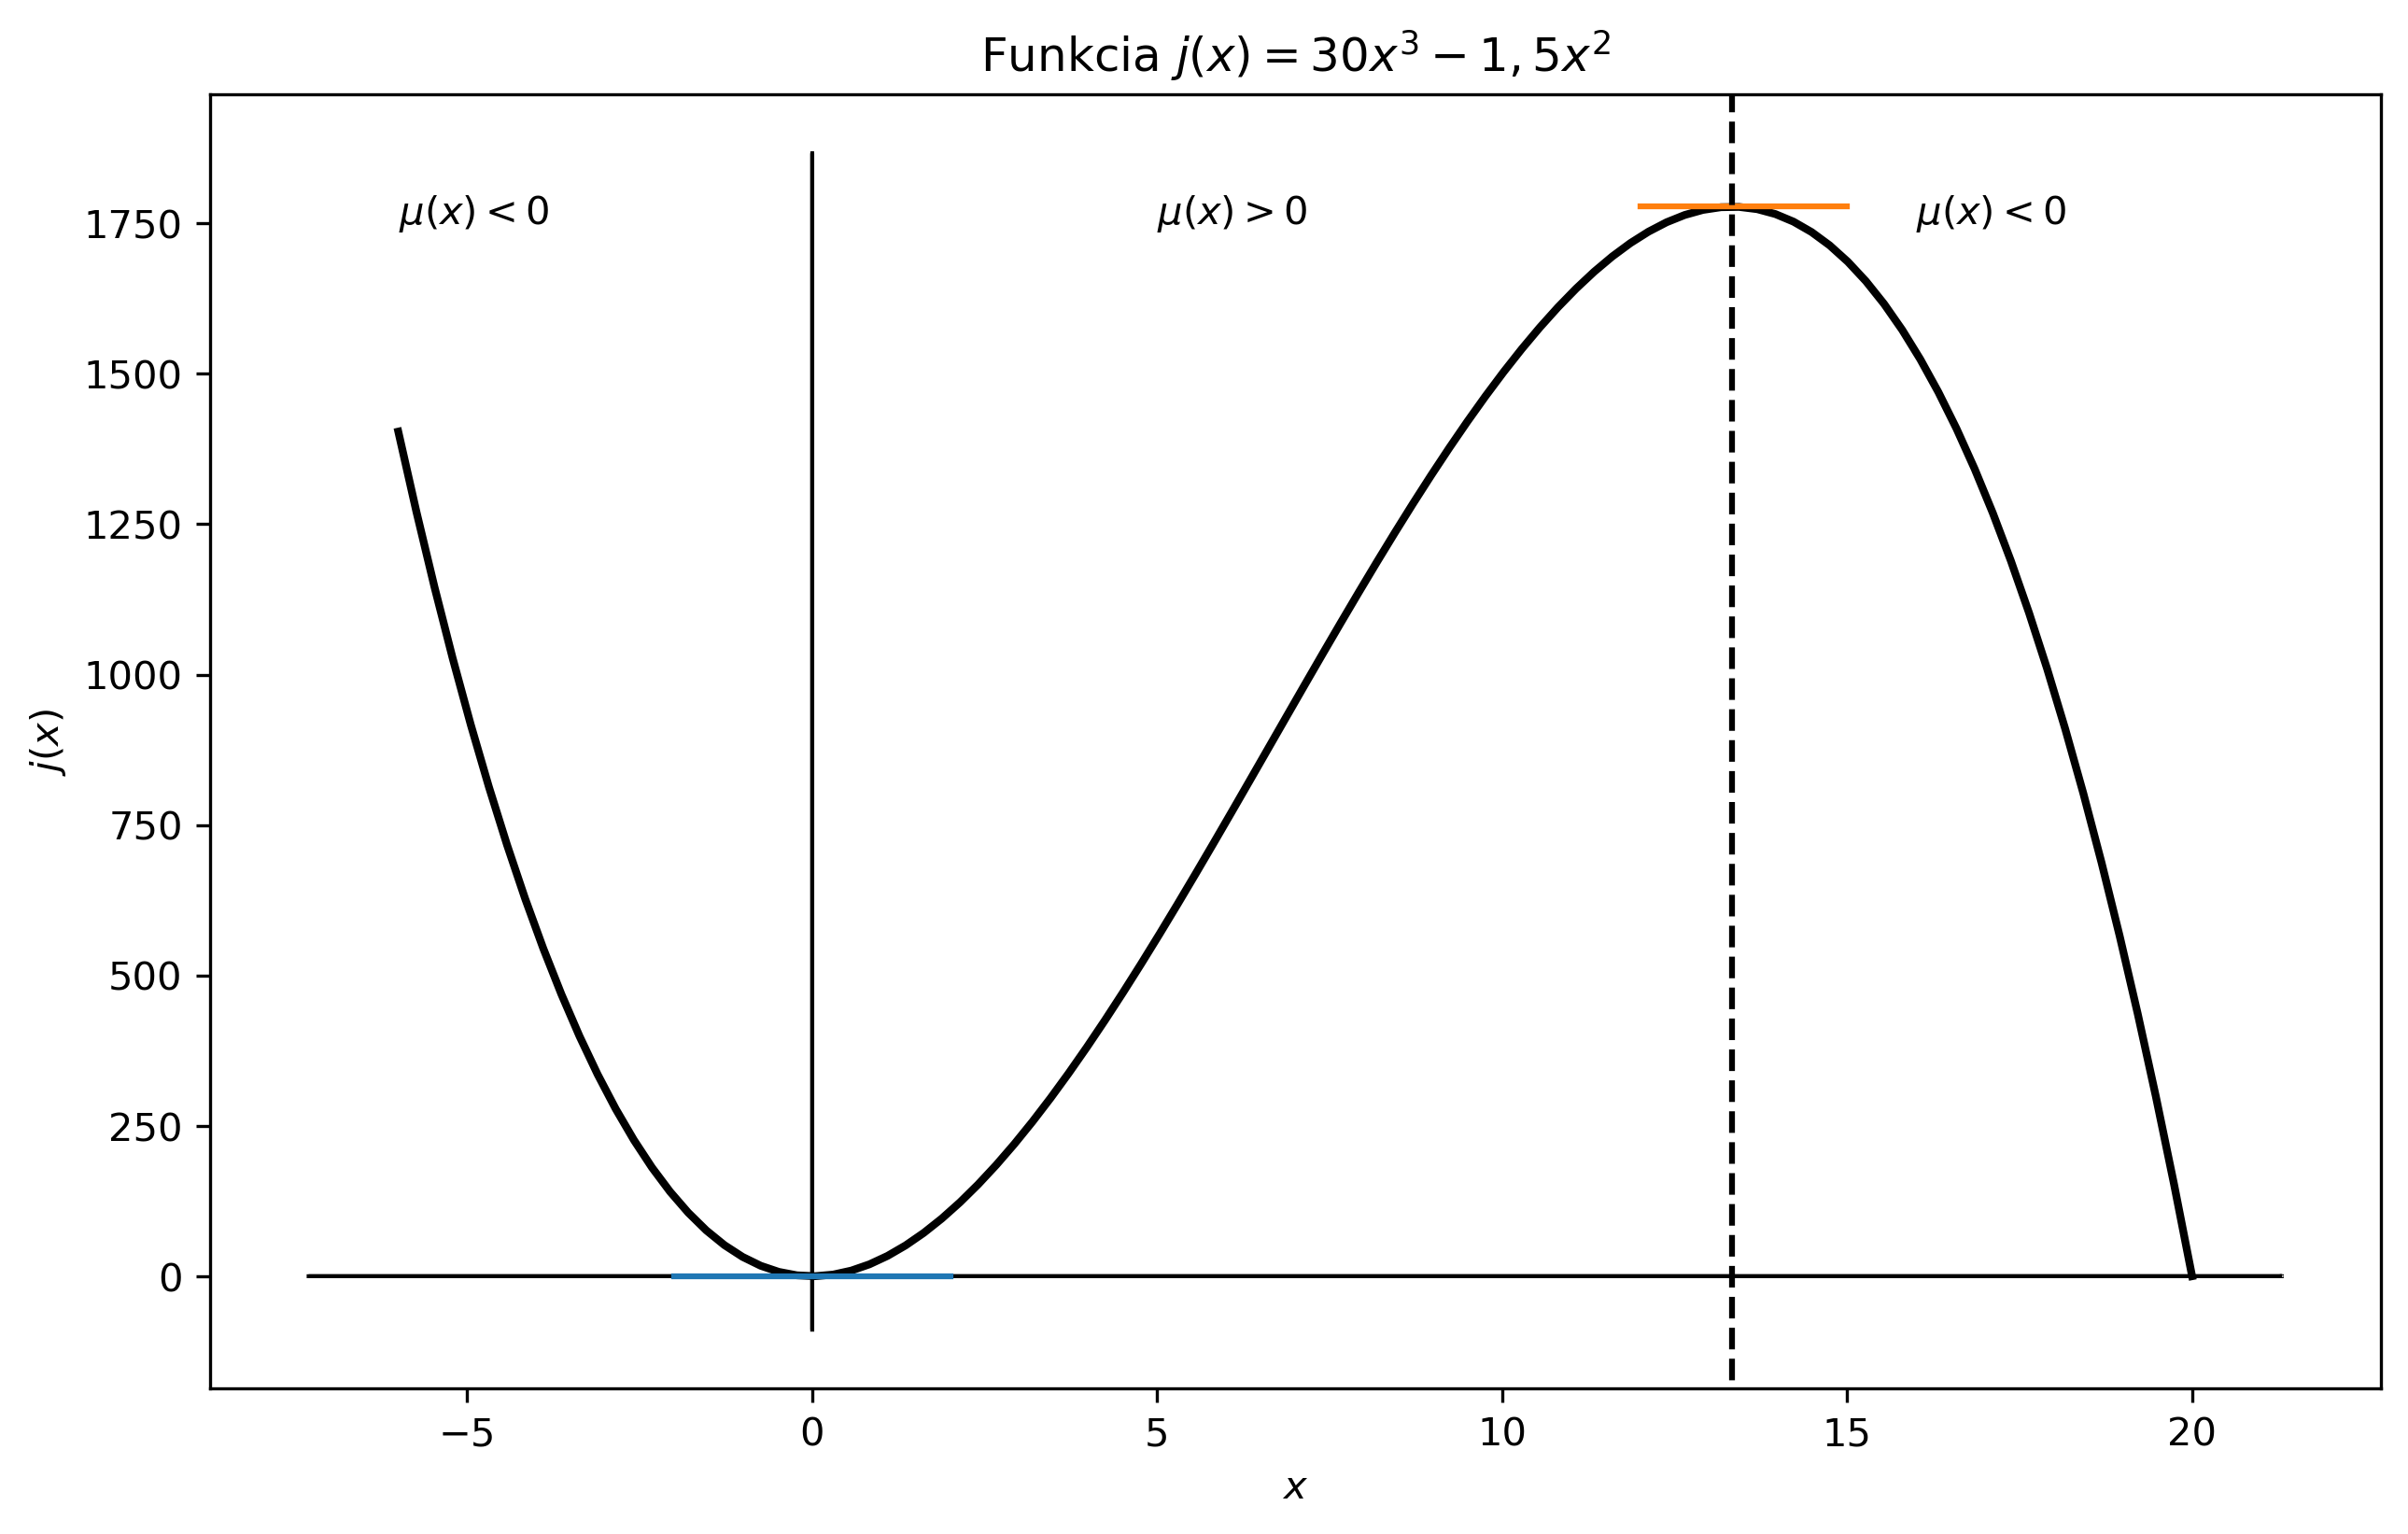 Funkcia j(x) = 30x³ − 1, 5x²
μ(x) < 0
μ(x) > 0
μ(x) < 0
1750
1500
1250
1000
750
500
250
0
j(x)
−5
0
5
10
15
20
x